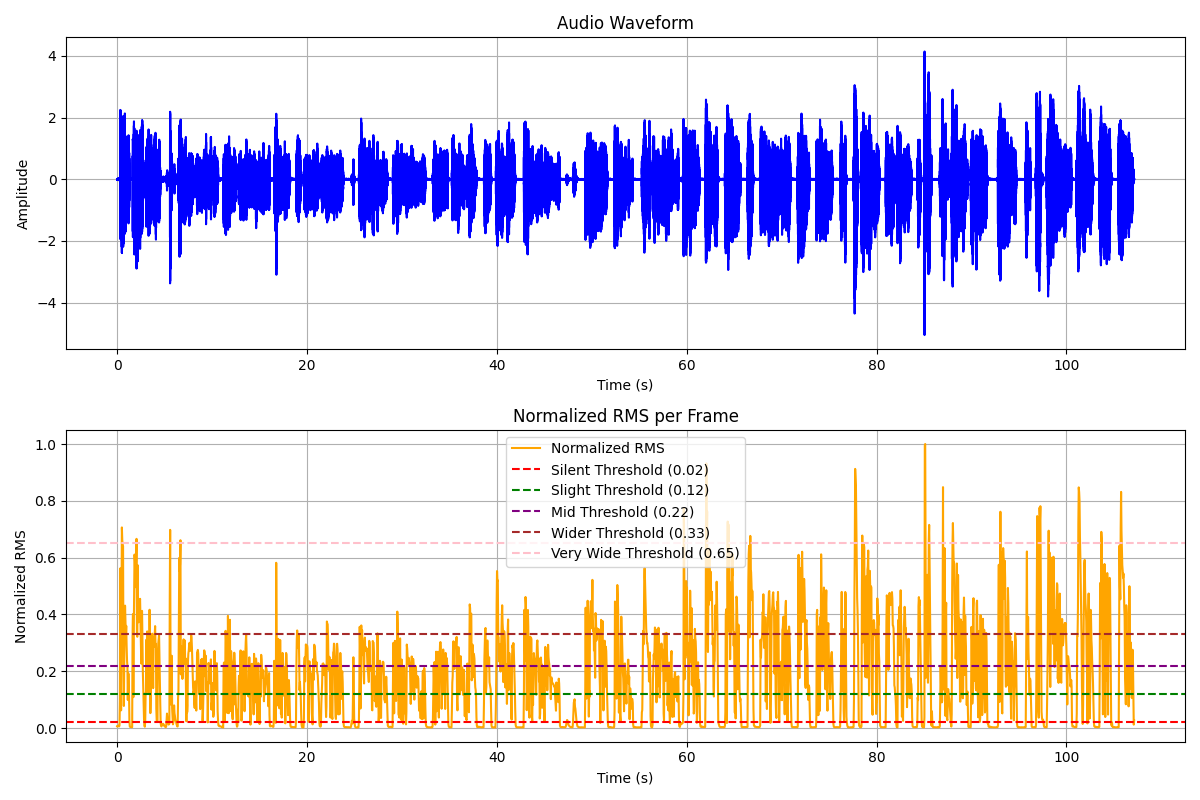 Audio Waveform
4
2
0
−2
−4
Amplitude
0 20 40 60 80 100
Time (s)
Normalized RMS per Frame
1.0
0.8
0.6
0.4
0.2
0.0
Normalized RMS
Normalized RMS
Silent Threshold (0.02)
Slight Threshold (0.12)
Mid Threshold (0.22)
Wider Threshold (0.33)
Very Wide Threshold (0.65)
0 20 40 60 80 100
Time (s)